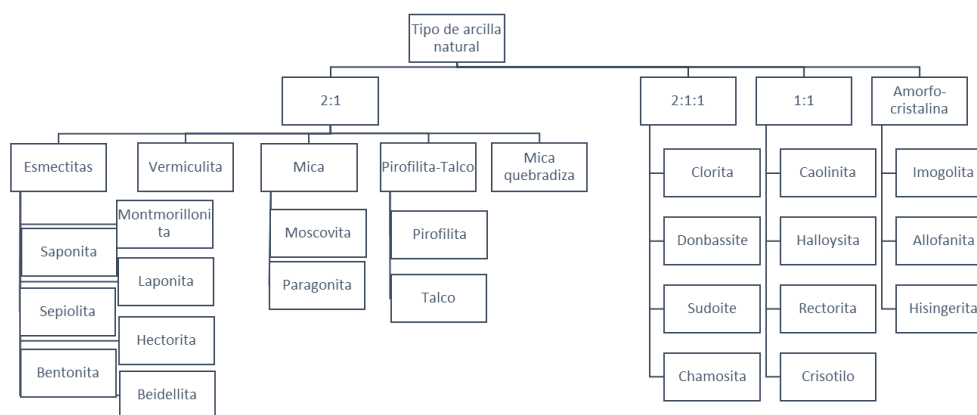 Tipo de arcilla
natural
2:1
2:1:1
1:1
Amorfo-
cristalina
Esmectitas
Vermiculita
Mica
Pirofilita-Talco
Mica
quebradiza
Montmorilloni
ta
Saponita
Laponita
Sepiolita
Hectorita
Bentonita
Beidellita
Moscovita
Paragonita
Pirofilita
Talco
Clorita
Donbassite
Sudoite
Chamosita
Caolinita
Halloysita
Rectorita
Crisotilo
Imogolita
Allofanita
Hisingerita